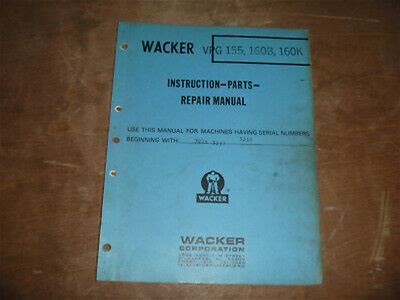 WACKER VPG 155, 160B, 160K
INSTRUCTION-PARTS-
REPAIR MANUAL
USE THIS MANUAL FOR MACHINES HAVING SERIAL NUMBERS
BEGINNING WITH:
WACKER
WACKER
CORPORATION